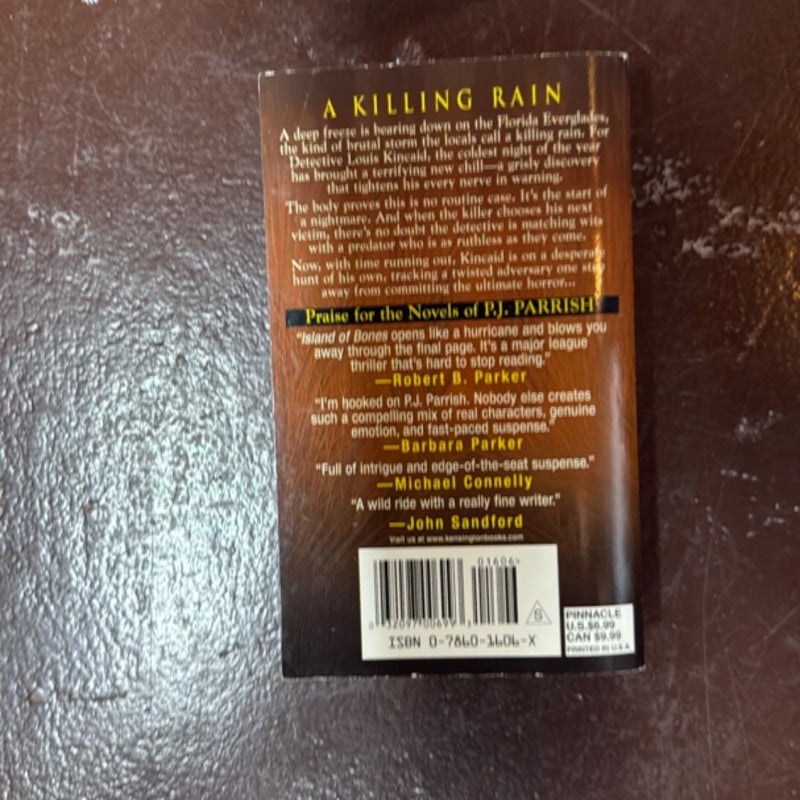 A KILLING RAIN
A deep freeze is bearing down on the Florida Everglades,
the kind of brutal storm the locals call a killing rain. For
Detective Louis Kincaid, the coldest night of the year
has brought a terrifying new chill—a grisly discovery
that tightens his every nerve in warning.
The body proves this is no routine case. It's the start of
a nightmare. And when the killer chooses his next
victim, there's no doubt the detective is matching wits
with a predator who is as ruthless as they come.
Now, with time running out, Kincaid is on a desperate
hunt of his own, tracking a twisted adversary one step
away from committing the ultimate horror...
Praise for the Novels of P.J. PARRISH
"Island of Bones opens like a hurricane and blows you
away through the final page. It's a major league
thriller that's hard to stop reading."
—Robert B. Parker
"I'm hooked on P.J. Parrish. Nobody else creates
such a compelling mix of real characters, genuine
emotion, and fast-paced suspense."
—Barbara Parker
"Full of intrigue and edge-of-the-seat suspense."
—Michael Connelly
"A wild ride with a really fine writer."
—John Sandford
Visit us at www.kensingtonbooks.com
01606>
0 32097 00699 3
S
ISBN 0-7860-1606-X
PINNACLE
U.S.$6.99
CAN $9.99
PRINTED IN U.S.A.